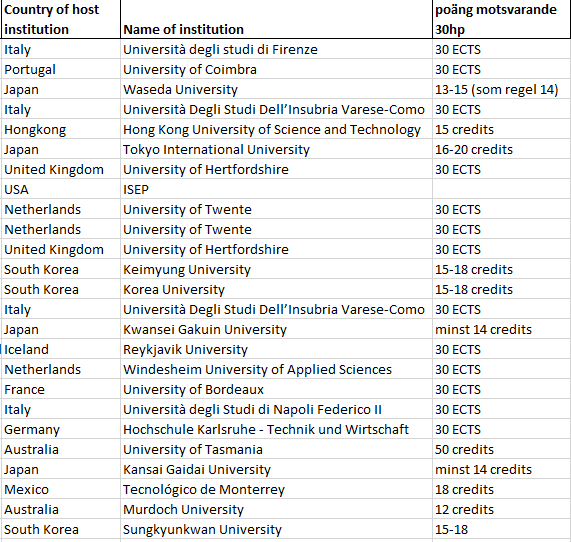 Country of host institution | Name of institution | poäng motsvarande 30hp
Italy | Università degli studi di Firenze | 30 ECTS
Portugal | University of Coimbra | 30 ECTS
Japan | Waseda University | 13-15 (som regel 14)
Italy | Università Degli Studi Dell'Insubria Varese-Como | 30 ECTS
Hongkong | Hong Kong University of Science and Technology | 15 credits
Japan | Tokyo International University | 16-20 credits
United Kingdom | University of Hertfordshire | 30 ECTS
USA | ISEP
Netherlands | University of Twente | 30 ECTS
Netherlands | University of Twente | 30 ECTS
United Kingdom | University of Hertfordshire | 30 ECTS
South Korea | Keimyung University | 15-18 credits
South Korea | Korea University | 15-18 credits
Italy | Università Degli Studi Dell'Insubria Varese-Como | 30 ECTS
Japan | Kwansei Gakuin University | minst 14 credits
Iceland | Reykjavik University | 30 ECTS
Netherlands | Windesheim University of Applied Sciences | 30 ECTS
France | University of Bordeaux | 30 ECTS
Italy | Università degli Studi di Napoli Federico II | 30 ECTS
Germany | Hochschule Karlsruhe - Technik und Wirtschaft | 30 ECTS
Australia | University of Tasmania | 50 credits
Japan | Kansai Gaidai University | minst 14 credits
Mexico | Tecnológico de Monterrey | 18 credits
Australia | Murdoch University | 12 credits
South Korea | Sungkyunkwan University | 15-18